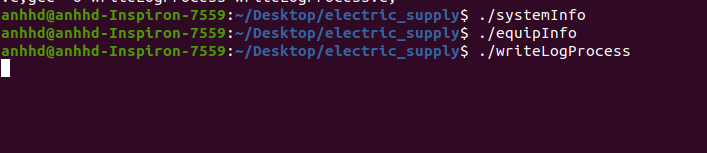 anhhd@anhhd-Inspiron-7559:~/Desktop/electric_supply$ ./systemInfo
anhhd@anhhd-Inspiron-7559:~/Desktop/electric_supply$ ./equipInfo
anhhd@anhhd-Inspiron-7559:~/Desktop/electric_supply$ ./writeLogProcess